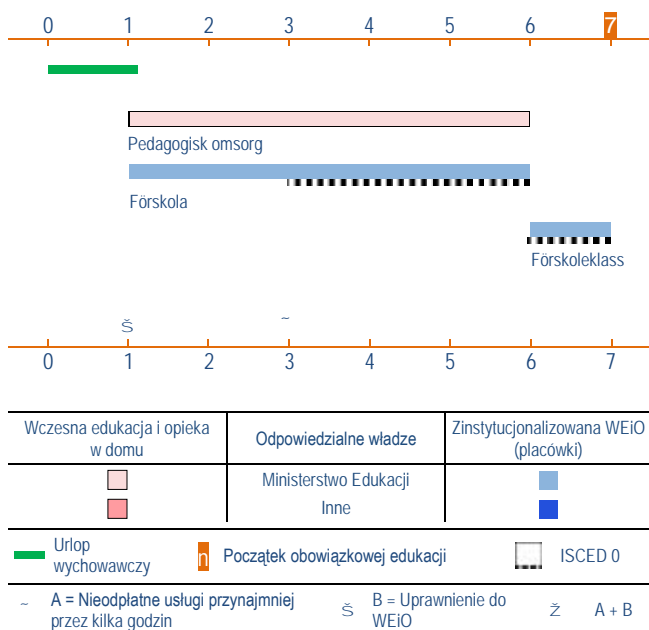 0 1 2 3 4 5 6 7
Pedagogisk omsorg
Förskola
Förskoleklass
š ~
0 1 2 3 4 5 6 7
Wczesna edukacja i opieka
w domu
Odpowiedzialne władze
Zinstytucjonalizowana WEiO
(placówki)
Ministerstwo Edukacji
Inne
Urlop
wychowawczy
n Początek obowiązkowej edukacji
ISCED 0
~ A = Nieodpłatne usługi przynajmniej
przez kilka godzin
š B = Uprawnienie do
WEiO
ž A + B